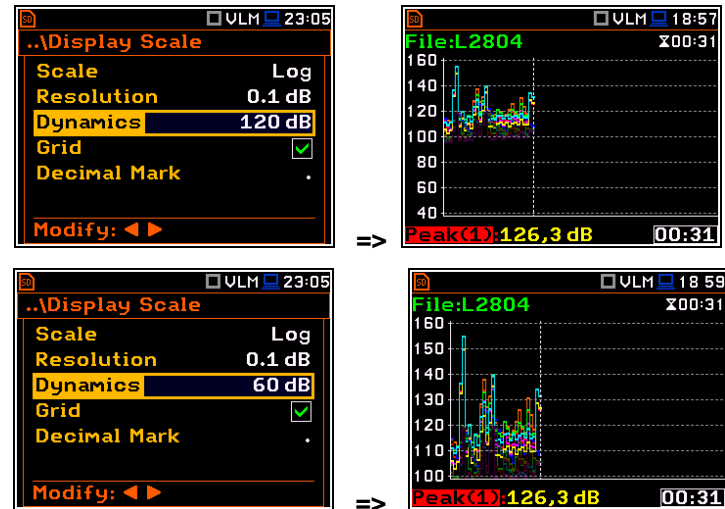 SD VLM 23:05
..\Display Scale
Scale Log
Resolution 0.1 dB
Dynamics 120 dB
Grid
Decimal Mark .
Modify:
=>
SD VLM 18:57
File:L2804 00:31
160
140
120
100
80
60
40
Peak(1):126,3 dB 00:31
SD VLM 23:05
..\Display Scale
Scale Log
Resolution 0.1 dB
Dynamics 60 dB
Grid
Decimal Mark .
Modify:
=>
SD VLM 18 59
File:L2804 00:31
160
150
140
130
120
110
100
Peak(1):126,3 dB 00:31